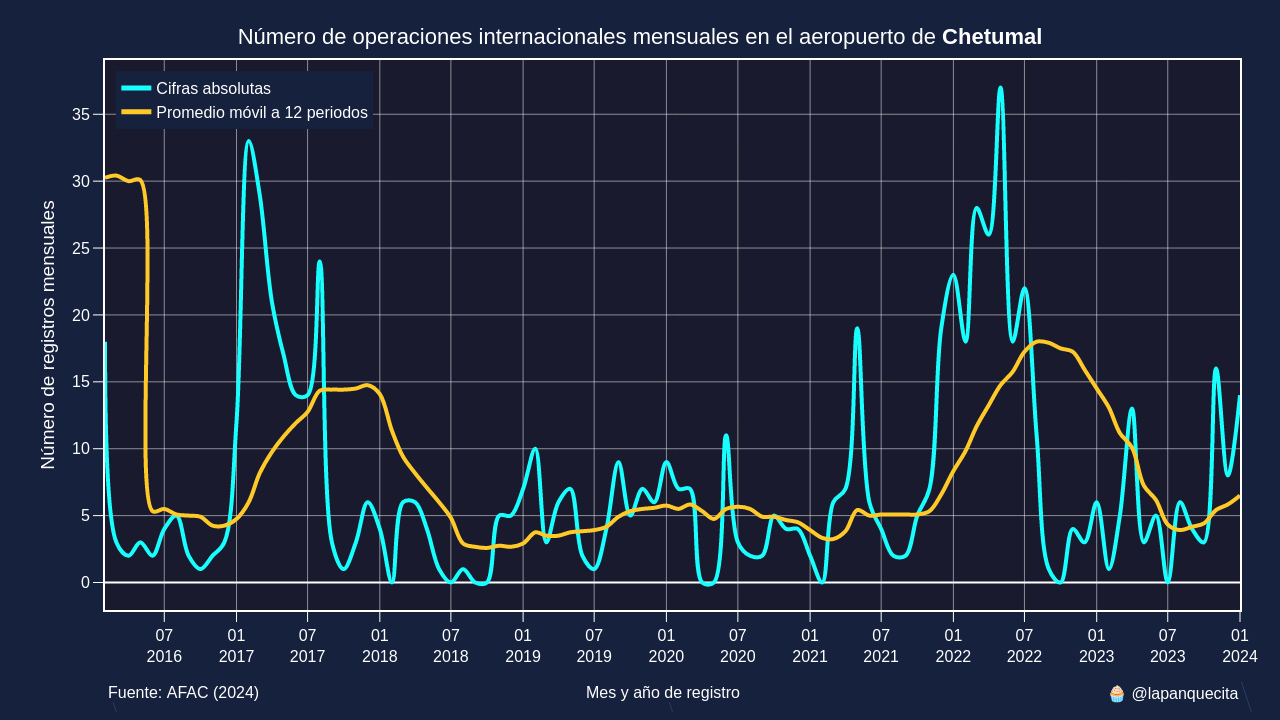 Número de operaciones internacionales mensuales en el aeropuerto de Chetumal
Cifras absolutas
Promedio móvil a 12 periodos
Número de registros mensuales
35
30
25
20
15
10
5
0
07 01 07 01 07 01 07 01 07 01 07 01 07 01 07 01
2016 2017 2017 2018 2018 2019 2019 2020 2020 2021 2021 2022 2022 2023 2023 2024
Fuente: AFAC (2024) Mes y año de registro 🧁 @lapanquecita